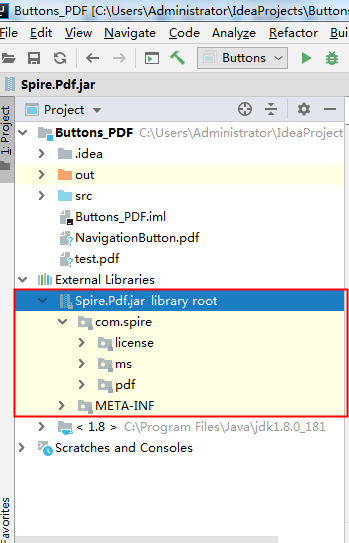 Buttons_PDF [C:\Users\Administrator\IdeaProjects\Buttons
File Edit View Navigate Code Analyze Refactor Bui
Buttons
Spire.Pdf.jar
1: Project
Project
Buttons_PDF C:\Users\Administrator\IdeaProject
.idea
out
src
Buttons_PDF.iml
NavigationButton.pdf
test.pdf
External Libraries
Spire.Pdf.jar library root
com.spire
license
ms
pdf
META-INF
< 1.8 > C:\Program Files\Java\jdk1.8.0_181
Scratches and Consoles
avorites